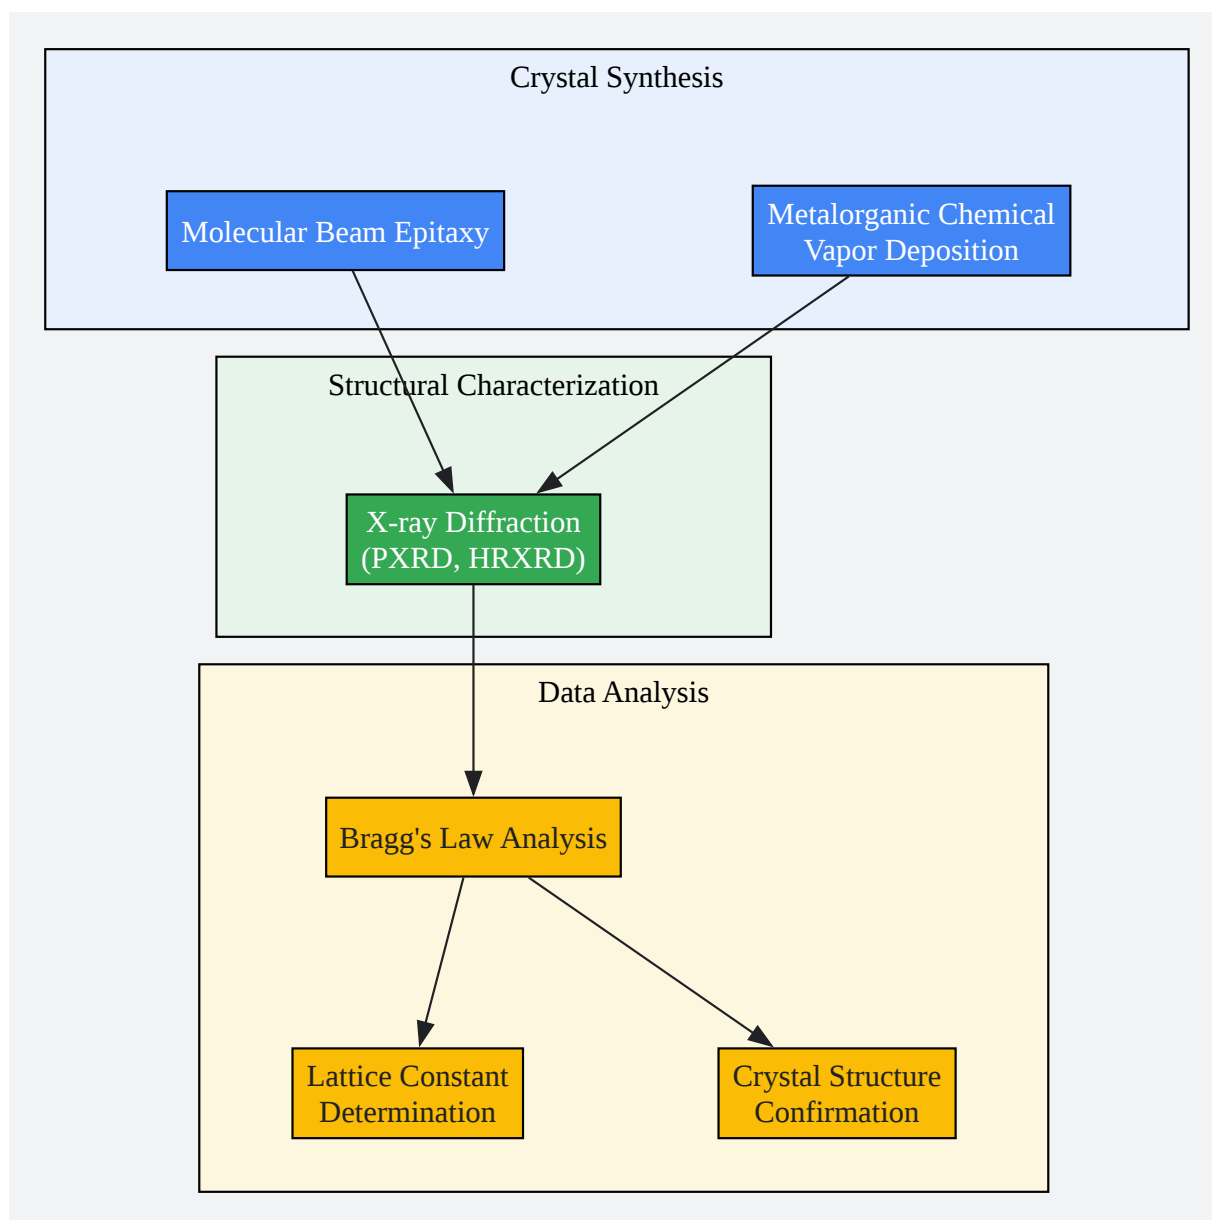 Crystal Synthesis
Molecular Beam Epitaxy
Metalorganic Chemical
Vapor Deposition
Structural Characterization
X-ray Diffraction
(PXRD, HRXRD)
Data Analysis
Bragg's Law Analysis
Lattice Constant
Determination
Crystal Structure
Confirmation